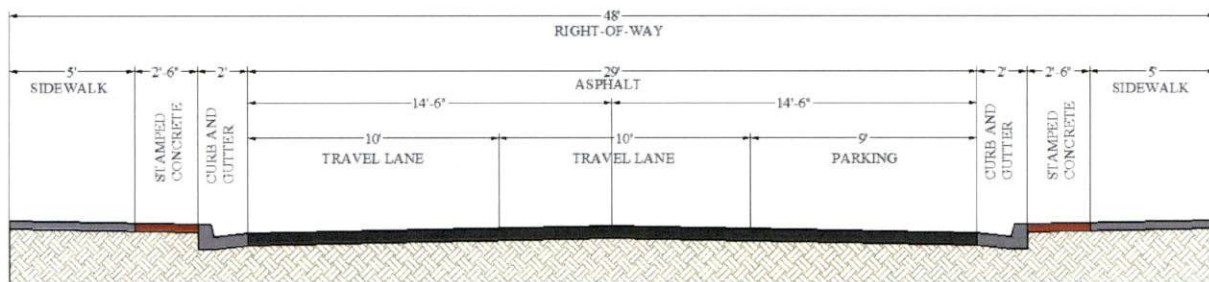 48'
RIGHT-OF-WAY
5'
SIDEWALK
2'-6"
STAMPED
CONCRETE
2'
CURB AND
GUTTER
29'
ASPHALT
14'-6"
14'-6"
10'
TRAVEL LANE
10'
TRAVEL LANE
9'
PARKING
2'
CURB AND
GUTTER
2'-6"
STAMPED
CONCRETE
5'
SIDEWALK